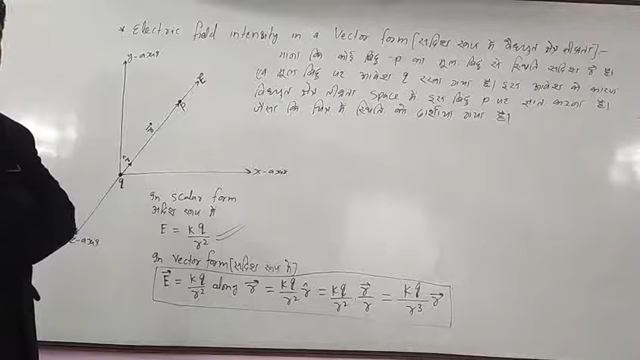 * Electric field intensity in a Vector form [सदिश रूप में वैद्युत क्षेत्र तीव्रता] -
माना कि कोई बिन्दु P का मूल बिन्दु से स्थिति सदिश है।
मूल बिन्दु पर आवेश q रखा गया है। इस आवेश के कारण
विद्युत क्षेत्र तीव्रता Space में इस बिन्दु P पर ज्ञात करना है।
जैसा कि चित्र में स्थिति को दर्शाया गया है।
y-axis
P
q
x-axis
z-axis
In scalar form
अदिश रूप में
E = kq/r²
In vector form [सदिश रूप में]
E⃗ = kq/r² along r⃗ = kq/r² r̂ = kq/r² r⃗/r = kq/r³ r⃗